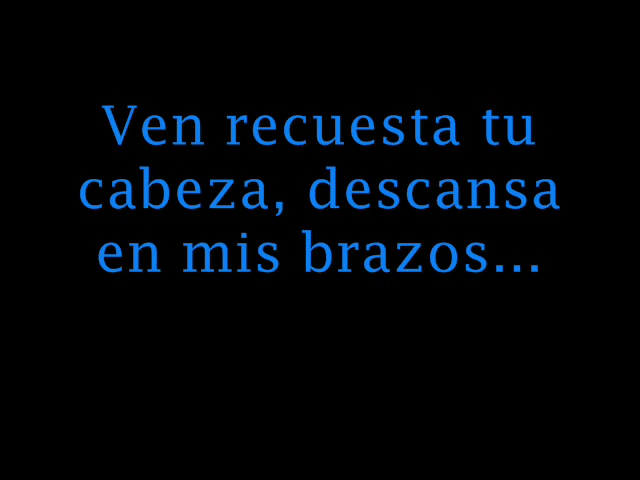 Ven recuesta tu
cabeza, descansa
en mis brazos...